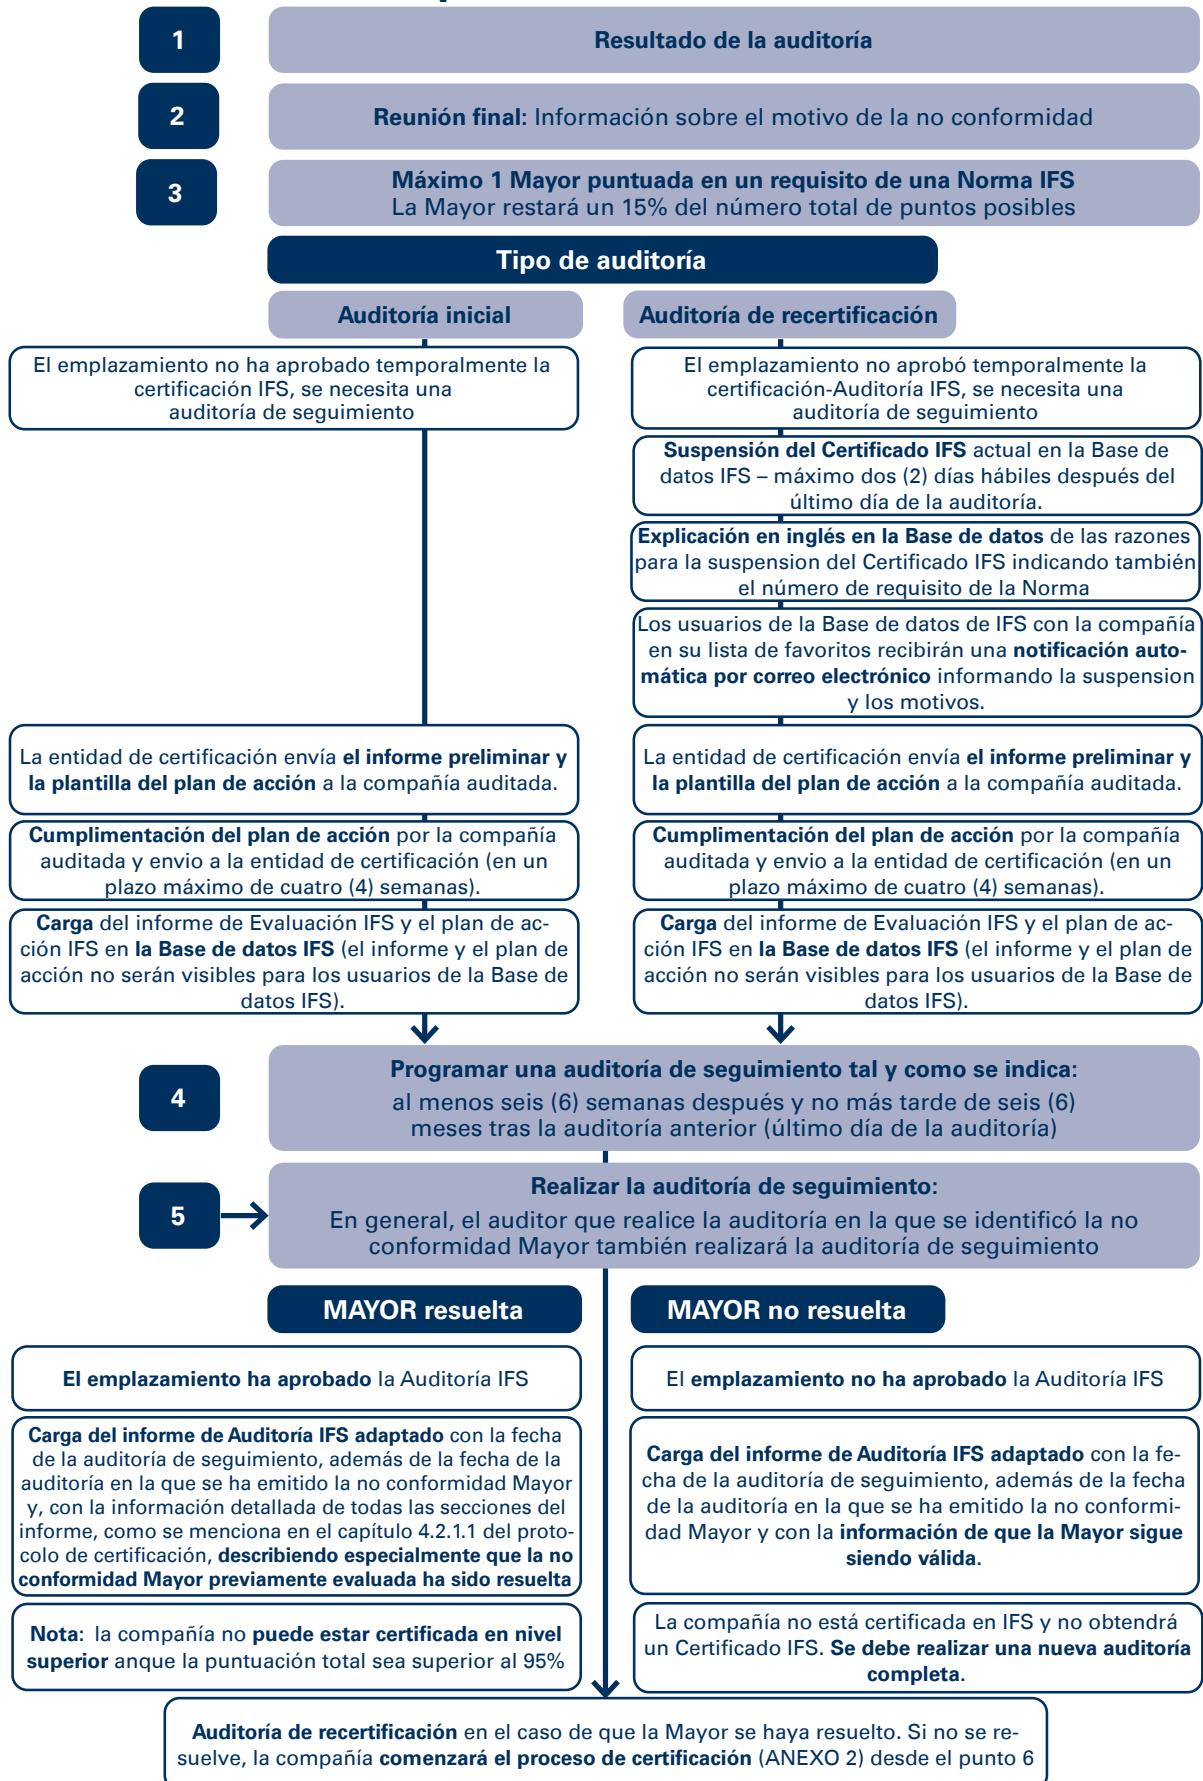 1
Resultado de la auditoría
2
Reunión final: Información sobre el motivo de la no conformidad
3
Máximo 1 Mayor puntuada en un requisito de una Norma IFS
La Mayor restará un 15% del número total de puntos posibles
Tipo de auditoría
Auditoría inicial
El emplazamiento no ha aprobado temporalmente la
certificación IFS, se necesita una
auditoría de seguimiento
La entidad de certificación envía el informe preliminar y
la plantilla del plan de acción a la compañía auditada.
Cumplimentación del plan de acción por la compañía
auditada y envio a la entidad de certificación (en un
plazo máximo de cuatro (4) semanas).
Carga del informe de Evaluación IFS y el plan de ac-
ción IFS en la Base de datos IFS (el informe y el plan de
acción no serán visibles para los usuarios de la Base de
datos IFS).
Auditoría de recertificación
El emplazamiento no aprobó temporalmente la
certificación-Auditoría IFS, se necesita una
auditoría de seguimiento
Suspensión del Certificado IFS actual en la Base de
datos IFS – máximo dos (2) días hábiles después del
último día de la auditoría.
Explicación en inglés en la Base de datos de las razones
para la suspension del Certificado IFS indicando también
el número de requisito de la Norma
Los usuarios de la Base de datos de IFS con la compañía
en su lista de favoritos recibirán una notificación auto-
mática por correo electrónico informando la suspension
y los motivos.
La entidad de certificación envía el informe preliminar y
la plantilla del plan de acción a la compañía auditada.
Cumplimentación del plan de acción por la compañía
auditada y envio a la entidad de certificación (en un
plazo máximo de cuatro (4) semanas).
Carga del informe de Evaluación IFS y el plan de ac-
ción IFS en la Base de datos IFS (el informe y el plan de
acción no serán visibles para los usuarios de la Base de
datos IFS).
4
Programar una auditoría de seguimiento tal y como se indica:
al menos seis (6) semanas después y no más tarde de seis (6)
meses tras la auditoría anterior (último día de la auditoría)
5
Realizar la auditoría de seguimiento:
En general, el auditor que realice la auditoría en la que se identificó la no
conformidad Mayor también realizará la auditoría de seguimiento
MAYOR resuelta
El emplazamiento ha aprobado la Auditoría IFS
Carga del informe de Auditoría IFS adaptado con la fecha
de la auditoría de seguimiento, además de la fecha de la
auditoría en la que se ha emitido la no conformidad Mayor
y, con la información detallada de todas las secciones del
informe, como se menciona en el capítulo 4.2.1.1 del proto-
colo de certificación, describiendo especialmente que la no
conformidad Mayor previamente evaluada ha sido resuelta
Nota: la compañía no puede estar certificada en nivel
superior anque la puntuación total sea superior al 95%
MAYOR no resuelta
El emplazamiento no ha aprobado la Auditoría IFS
Carga del informe de Auditoría IFS adaptado con la fe-
cha de la auditoría de seguimiento, además de la fecha
de la auditoría en la que se ha emitido la no conformi-
dad Mayor y con la información de que la Mayor sigue
siendo válida.
La compañía no está certificada en IFS y no obtendrá
un Certificado IFS. Se debe realizar una nueva auditoría
completa.
Auditoría de recertificación en el caso de que la Mayor se haya resuelto. Si no se re-
suelve, la compañía comenzará el proceso de certificación (ANEXO 2) desde el punto 6